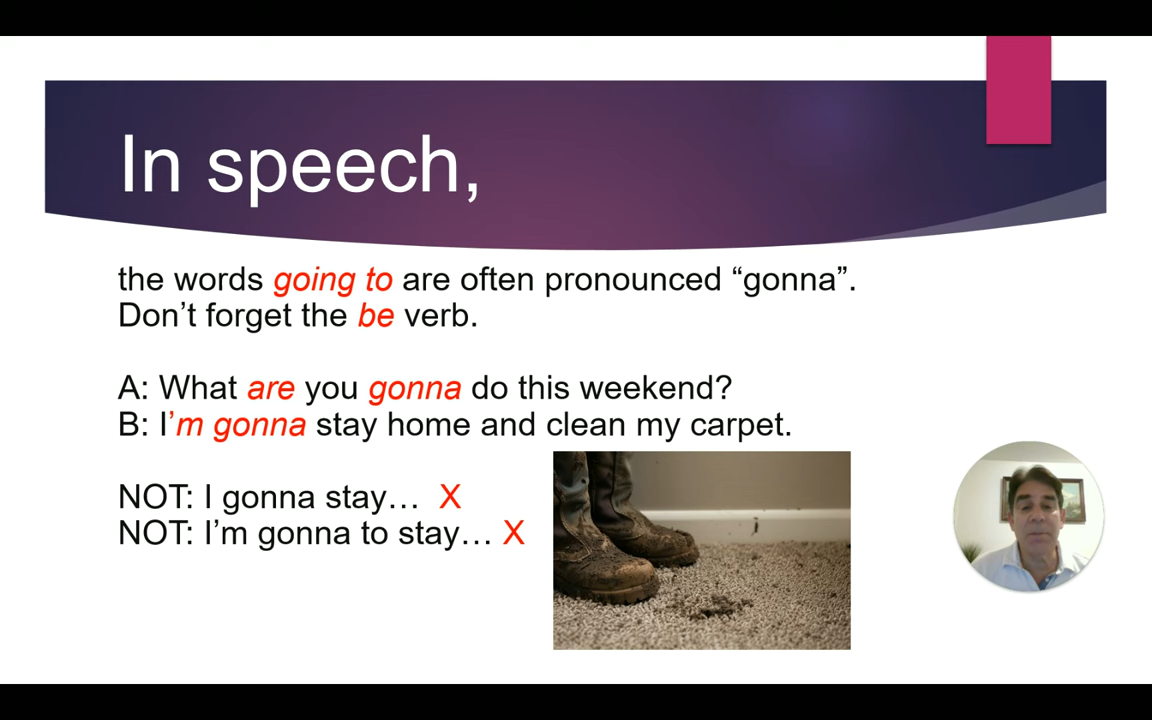 In speech,
the words going to are often pronounced “gonna”.
Don’t forget the be verb.
A: What are you gonna do this weekend?
B: I’m gonna stay home and clean my carpet.
NOT: I gonna stay… X
NOT: I’m gonna to stay… X